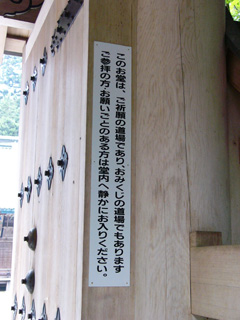 このお堂は、ご祈願の道場であり、おみくじの道場でもあります
ご参拝の方・お願いごとのある方は堂内へ静かにお入りください。